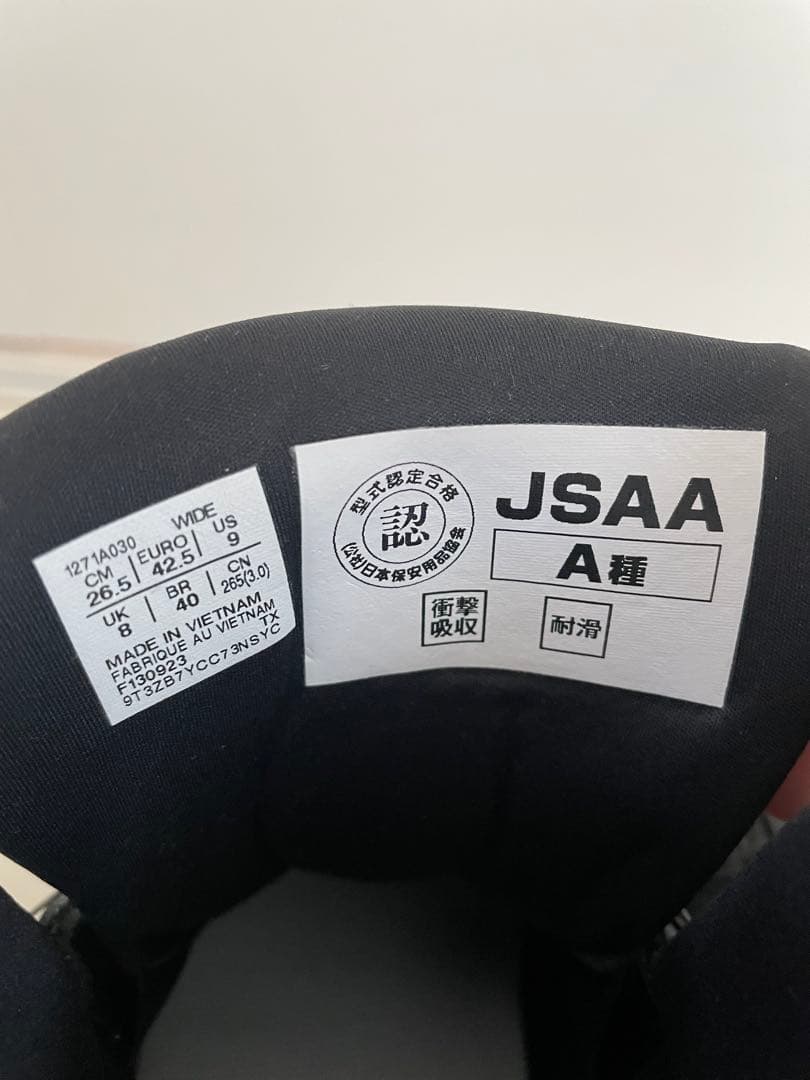 1271A030 WIDE
CM EURO US
26.5 42.5 9
UK BR CN
8 40 265(3.0)
MADE IN VIETNAM
FABRIQUE AU VIETNAM
F130923 TX
9T3ZB7YCC73NSYC
型式認定合格
認
(公社)日本保安用品協会
JSAA
A種
衝撃
吸収
耐滑